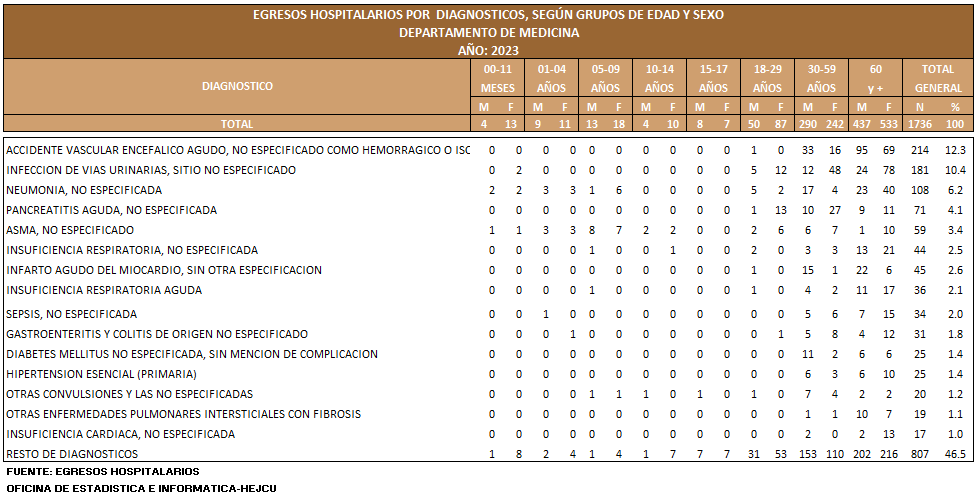 EGRESOS HOSPITALARIOS POR DIAGNOSTICOS, SEGÚN GRUPOS DE EDAD Y SEXO
DEPARTAMENTO DE MEDICINA
AÑO: 2023
DIAGNOSTICO 00-11 MESES 01-04 AÑOS 05-09 AÑOS 10-14 AÑOS 15-17 AÑOS 18-29 AÑOS 30-59 AÑOS 60 y + TOTAL GENERAL
M F M F M F M F M F M F M F M F N %
TOTAL 4 13 9 11 13 18 4 10 8 7 50 87 290 242 437 533 1736 100
ACCIDENTE VASCULAR ENCEFALICO AGUDO, NO ESPECIFICADO COMO HEMORRAGICO O ISC 0 0 0 0 0 0 0 0 0 0 1 0 33 16 95 69 214 12.3
INFECCION DE VIAS URINARIAS, SITIO NO ESPECIFICADO 0 2 0 0 0 0 0 0 0 0 5 12 12 48 24 78 181 10.4
NEUMONIA, NO ESPECIFICADA 2 2 3 3 1 6 0 0 0 0 5 2 17 4 23 40 108 6.2
PANCREATITIS AGUDA, NO ESPECIFICADA 0 0 0 0 0 0 0 0 0 0 1 13 10 27 9 11 71 4.1
ASMA, NO ESPECIFICADO 1 1 3 3 8 7 2 2 0 0 2 6 6 7 1 10 59 3.4
INSUFICIENCIA RESPIRATORIA, NO ESPECIFICADA 0 0 0 0 1 0 0 1 0 0 2 0 3 3 13 21 44 2.5
INFARTO AGUDO DEL MIOCARDIO, SIN OTRA ESPECIFICACION 0 0 0 0 0 0 0 0 0 0 1 0 15 1 22 6 45 2.6
INSUFICIENCIA RESPIRATORIA AGUDA 0 0 0 0 1 0 0 0 0 0 1 0 4 2 11 17 36 2.1
SEPSIS, NO ESPECIFICADA 0 0 1 0 0 0 0 0 0 0 0 0 5 6 7 15 34 2.0
GASTROENTERITIS Y COLITIS DE ORIGEN NO ESPECIFICADO 0 0 0 1 0 0 0 0 0 0 0 1 5 8 4 12 31 1.8
DIABETES MELLITUS NO ESPECIFICADA, SIN MENCION DE COMPLICACION 0 0 0 0 0 0 0 0 0 0 0 0 11 2 6 6 25 1.4
HIPERTENSION ESENCIAL (PRIMARIA) 0 0 0 0 0 0 0 0 0 0 0 0 6 3 6 10 25 1.4
OTRAS CONVULSIONES Y LAS NO ESPECIFICADAS 0 0 0 0 1 1 1 0 1 0 1 0 7 4 2 2 20 1.2
OTRAS ENFERMEDADES PULMONARES INTERSTICIALES CON FIBROSIS 0 0 0 0 0 0 0 0 0 0 0 0 1 1 10 7 19 1.1
INSUFICIENCIA CARDIACA, NO ESPECIFICADA 0 0 0 0 0 0 0 0 0 0 0 0 2 0 2 13 17 1.0
RESTO DE DIAGNOSTICOS 1 8 2 4 1 4 1 7 7 7 31 53 153 110 202 216 807 46.5
FUENTE: EGRESOS HOSPITALARIOS
OFICINA DE ESTADISTICA E INFORMATICA-HEJCU